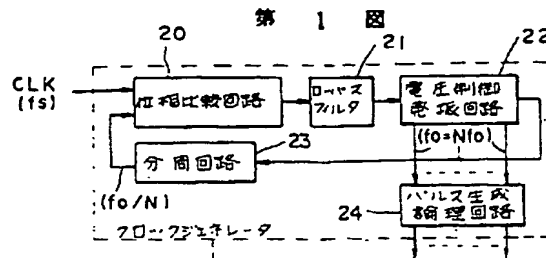 第 1 図
20
21
22
CLK
(fs)
位相比較回路
ローパス
フィルタ
電圧制御
発振回路
23
分周回路
(fo=Nfo)
(fo/N)
24
パルス生成
論理回路
クロックジェネレータ